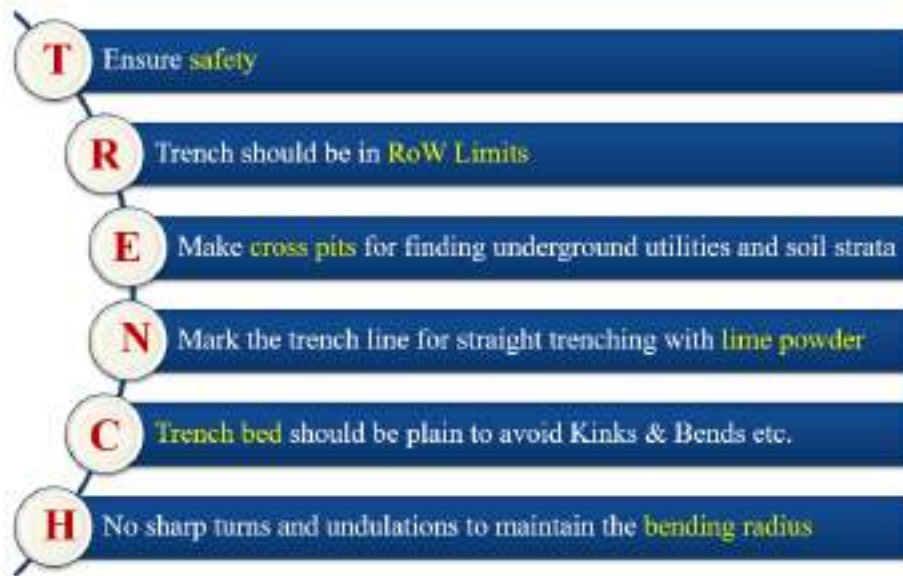 T Ensure safety
R Trench should be in RoW Limits
E Make cross pits for finding underground utilities and soil strata
N Mark the trench line for straight trenching with lime powder
C Trench bed should be plain to avoid Kinks & Bends etc.
H No sharp turns and undulations to maintain the bending radius